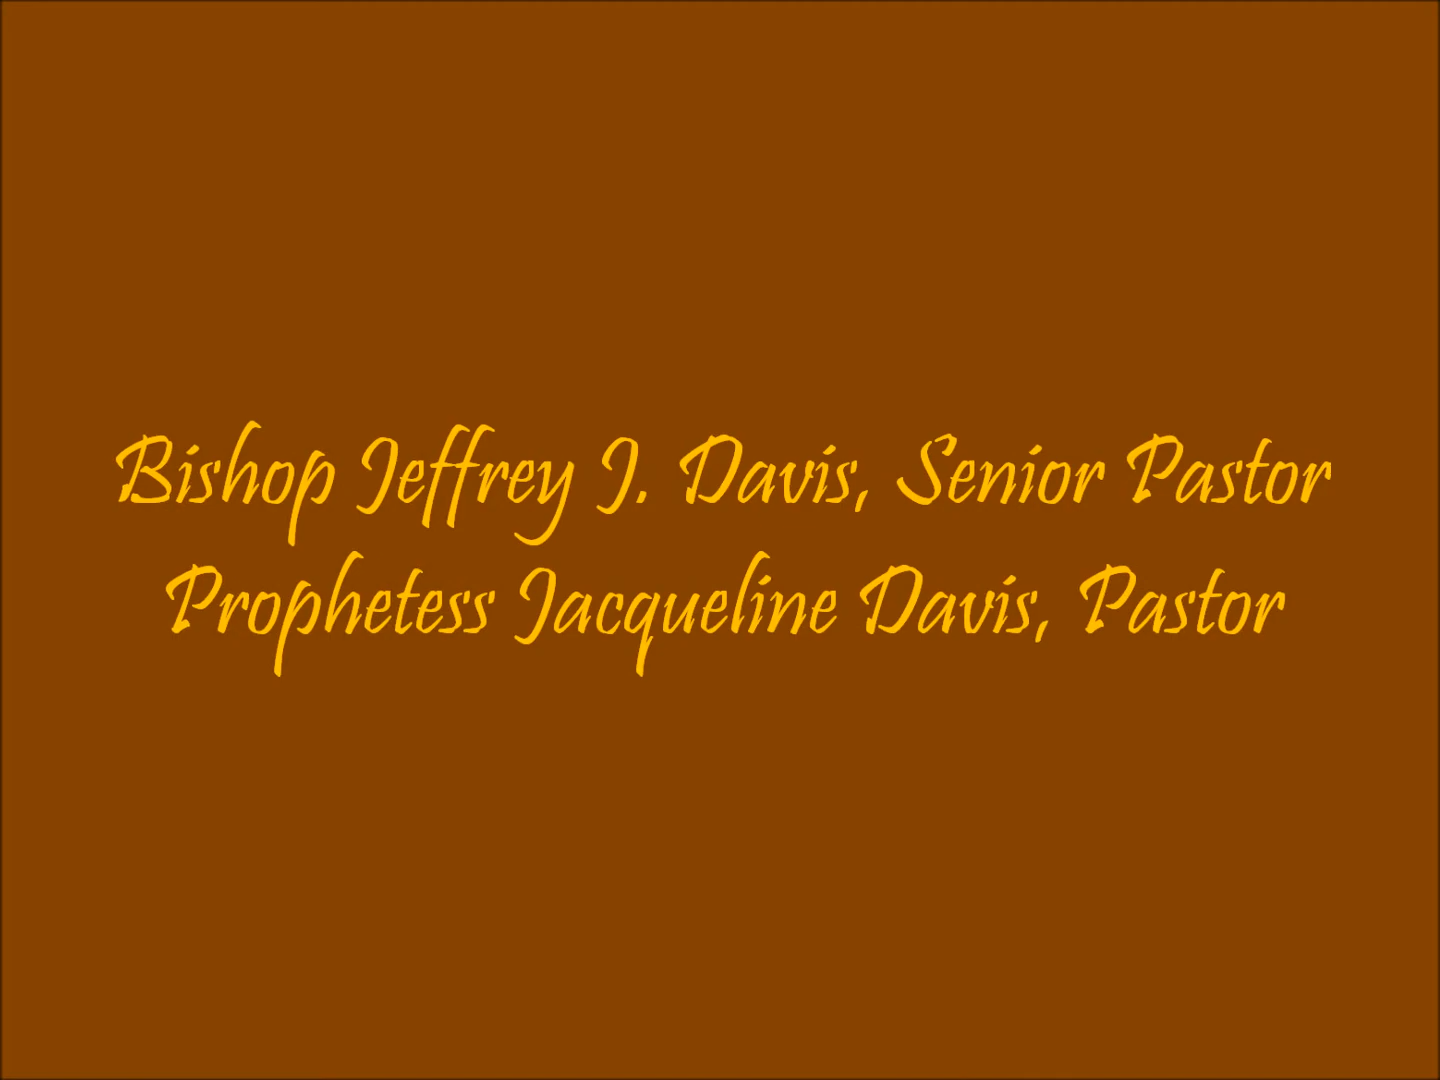 Bishop Jeffrey J. Davis, Senior Pastor
Prophetess Jacqueline Davis, Pastor